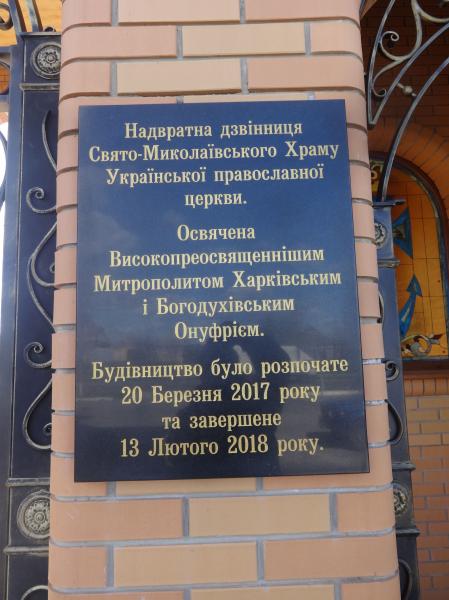 Надвратна дзвінниця
Свято-Миколаївського Храму
Української православної
церкви.
Освячена
Високопреосвященнішим
Митрополитом Харківським
і Богодухівським
Онуфрієм.
Будівництво було розпочате
20 Березня 2017 року
та завершене
13 Лютого 2018 року.